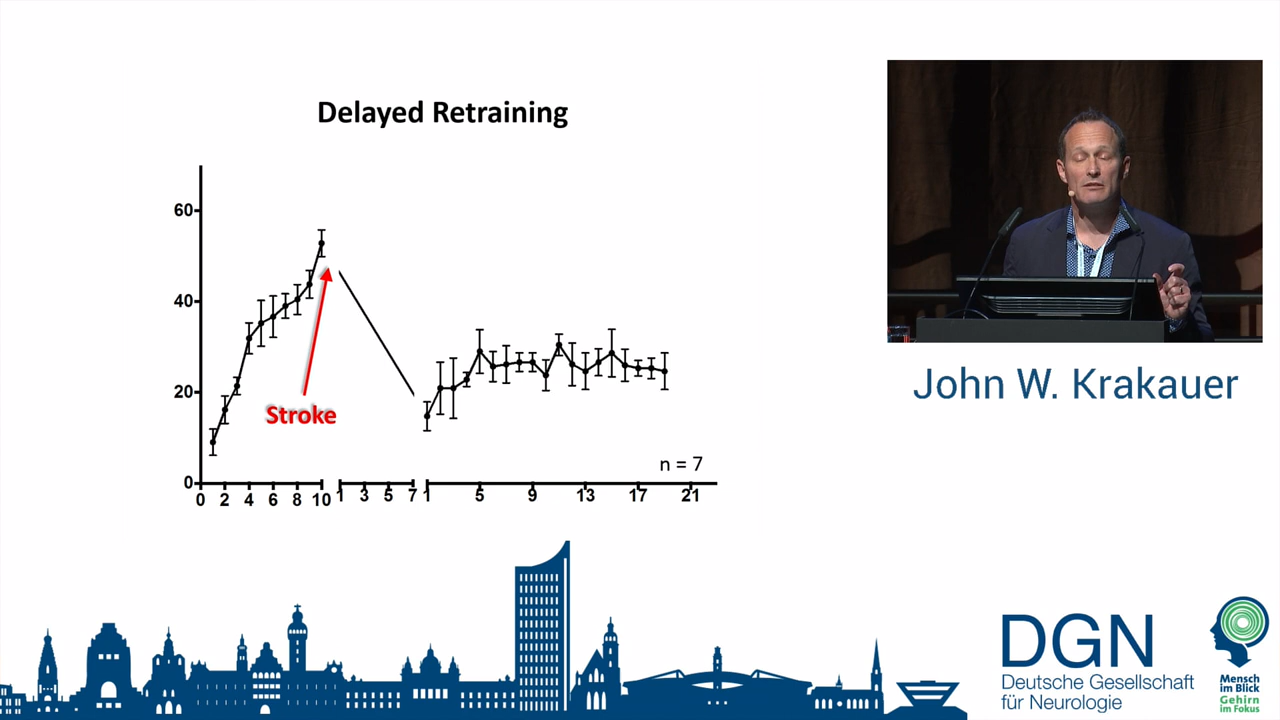 Delayed Retraining
60
40
20
0
Stroke
n = 7
0 2 4 6 8 10 1 3 5 7 1 5 9 13 17 21
John W. Krakauer
DGN
Deutsche Gesellschaft
für Neurologie
Mensch
im Blick
Gehirn
im Fokus